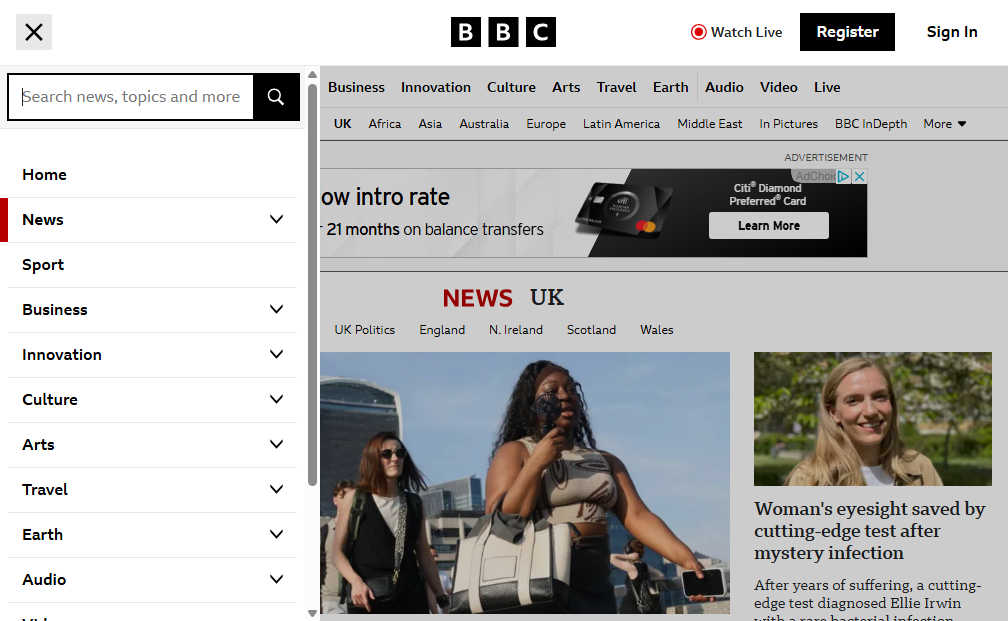 BBC
Watch Live
Register
Sign In
Search news, topics and more
Home
News
Sport
Business
Innovation
Culture
Arts
Travel
Earth
Audio
Business Innovation Culture Arts Travel Earth Audio Video Live
UK Africa Asia Australia Europe Latin America Middle East In Pictures BBC InDepth More
ADVERTISEMENT
AdChoic
ow intro rate
21 months on balance transfers
citi
Citi® Diamond
Preferred® Card
Learn More
NEWS UK
UK Politics England N. Ireland Scotland Wales
Woman's eyesight saved by
cutting-edge test after
mystery infection
After years of suffering, a cutting-
edge test diagnosed Ellie Irwin
with a rare bacterial infection